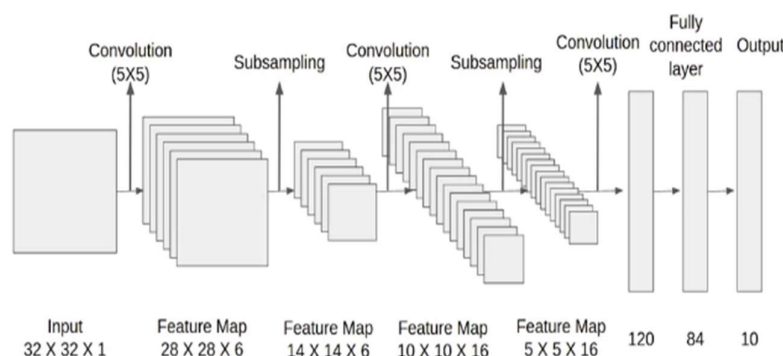 Convolution
(5X5)
Subsampling
Convolution
(5X5)
Subsampling
Convolution
(5X5)
Fully
connected
layer
Output
Input
32 X 32 X 1
Feature Map
28 X 28 X 6
Feature Map
14 X 14 X 6
Feature Map
10 X 10 X 16
Feature Map
5 X 5 X 16
120
84
10